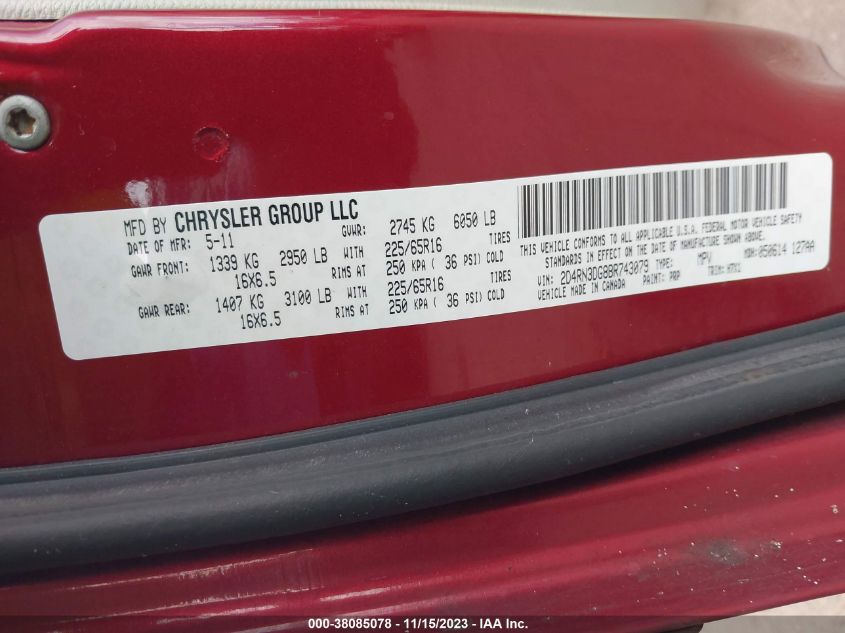 MFD BY CHRYSLER GROUP LLC
DATE OF MFR: 5-11 GVWR: 2745 KG 6050 LB
GAWR FRONT: 1339 KG 2950 LB WITH 225/65R16 TIRES
16X6.5 RIMS AT 250 KPA ( 36 PSI) COLD
GAWR REAR: 1407 KG 3100 LB WITH 225/65R16 TIRES
16X6.5 RIMS AT 250 KPA ( 36 PSI) COLD
THIS VEHICLE CONFORMS TO ALL APPLICABLE U.S.A. FEDERAL MOTOR VEHICLE SAFETY
STANDARDS IN EFFECT ON THE DATE OF MANUFACTURE SHOWN ABOVE.
VIN: 2D4RN3DG8BR743079 TYPE: MPV MDH: 050614 127AA
VEHICLE MADE IN CANADA PAINT: PRP TRIM:
000-38085078 - 11/15/2023 - IAA Inc.